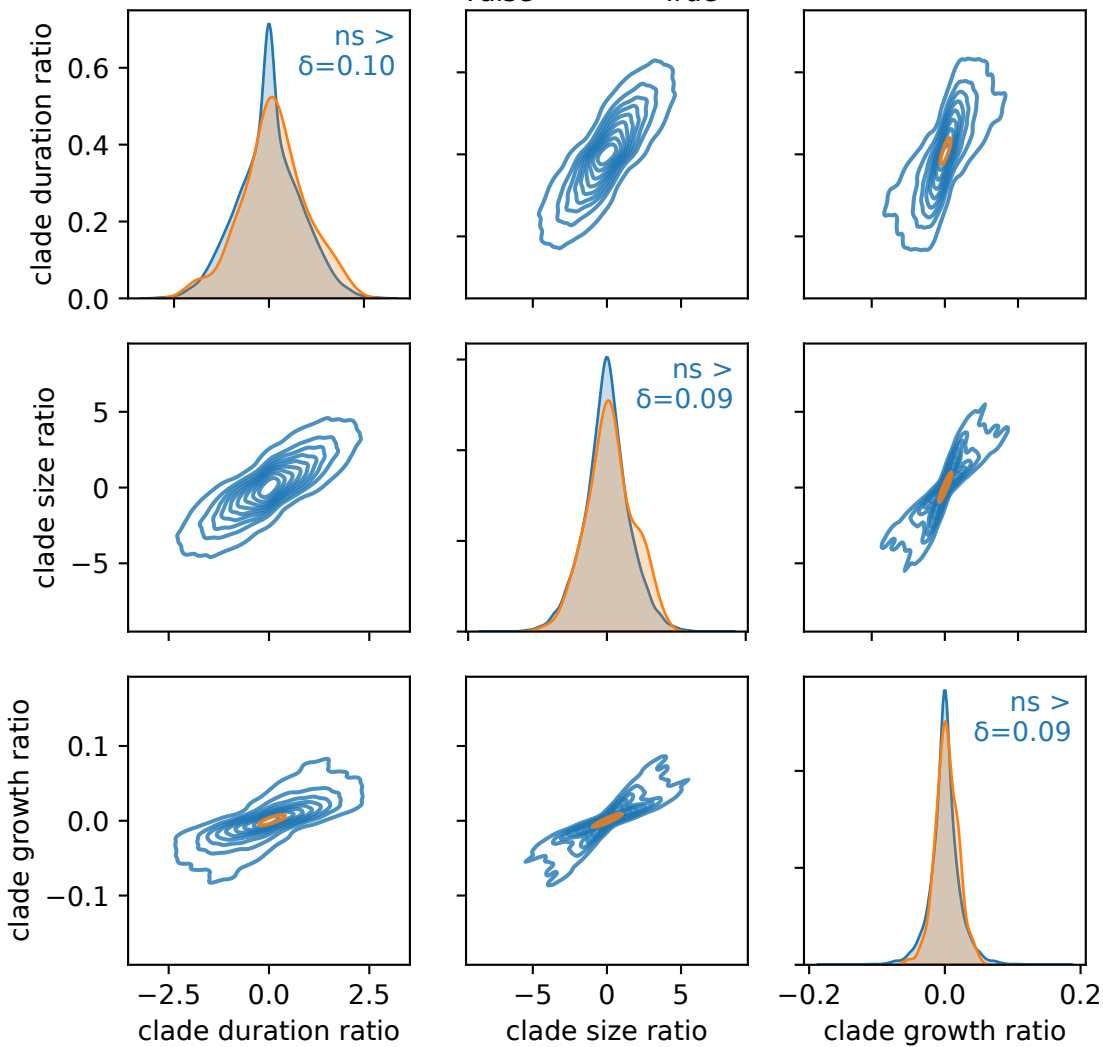 clade duration ratio
0.6
0.4
0.2
0.0
ns >
δ=0.10
clade size ratio
5
0
−5
ns >
δ=0.09
clade growth ratio
0.1
0.0
−0.1
ns >
δ=0.09
−2.5 0.0 2.5
−5 0 5
−0.2 0.0 0.2
clade duration ratio
clade size ratio
clade growth ratio